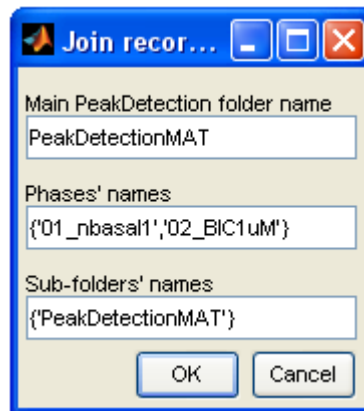 Join recor...
Main PeakDetection folder name
PeakDetectionMAT
Phases' names
{'01_nbasal1','02_BIC1uM'}
Sub-folders' names
{'PeakDetectionMAT'}
OK Cancel